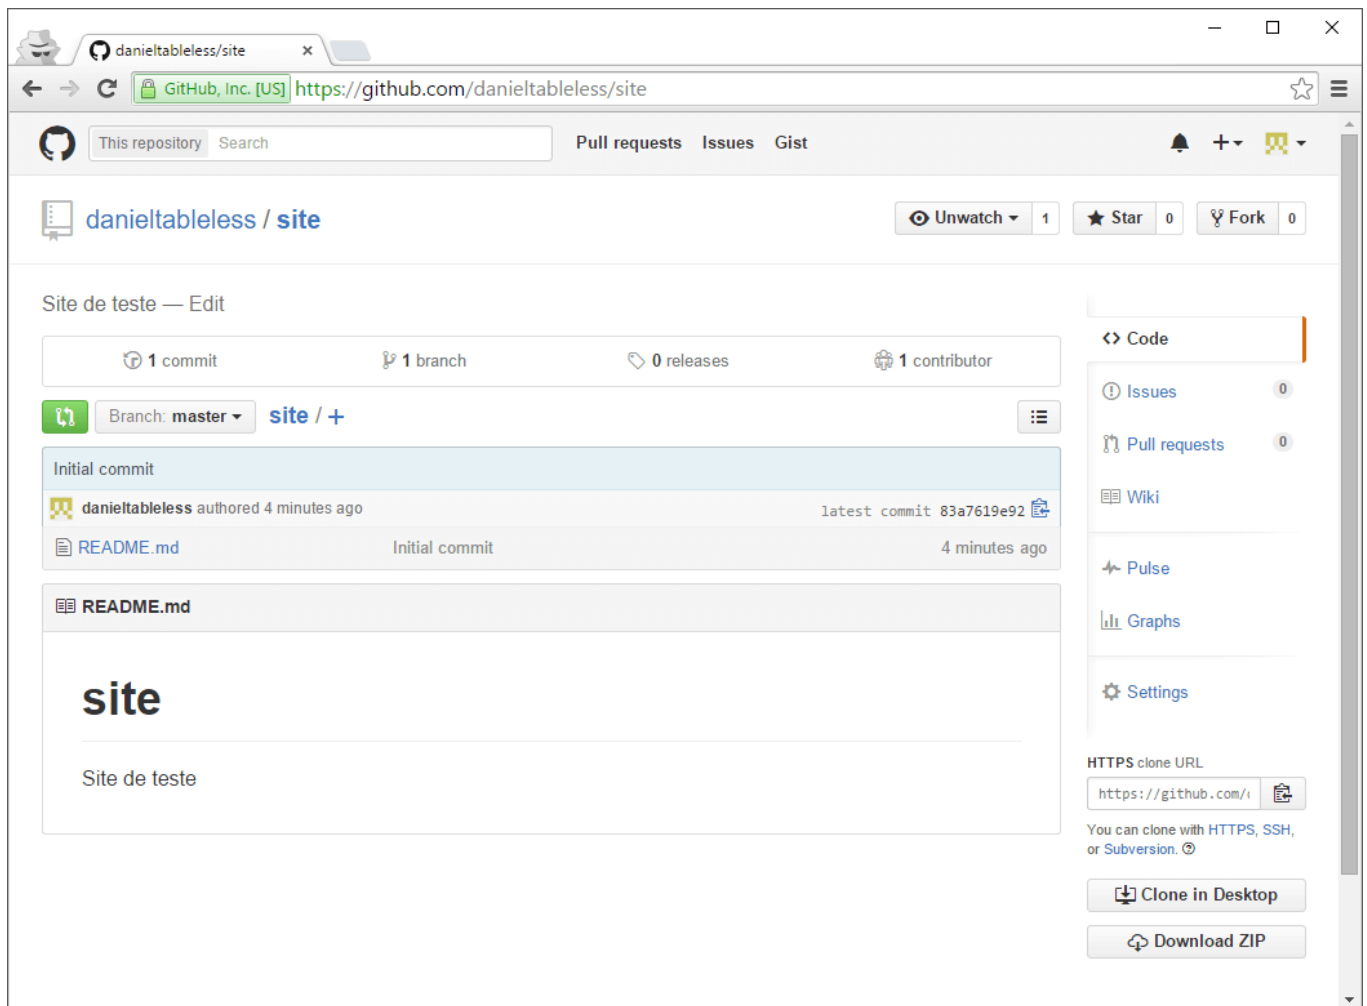 danieltableless/site
GitHub, Inc. [US] https://github.com/danieltableless/site
This repository Search Pull requests Issues Gist
danieltableless / site Unwatch 1 Star 0 Fork 0
Site de teste — Edit
1 commit 1 branch 0 releases 1 contributor
Branch: master site / +
Initial commit
danieltableless authored 4 minutes ago latest commit 83a7619e92
README.md Initial commit 4 minutes ago
README.md
site
Site de teste
Code
Issues 0
Pull requests 0
Wiki
Pulse
Graphs
Settings
HTTPS clone URL
https://github.com/
You can clone with HTTPS, SSH,
or Subversion.
Clone in Desktop
Download ZIP